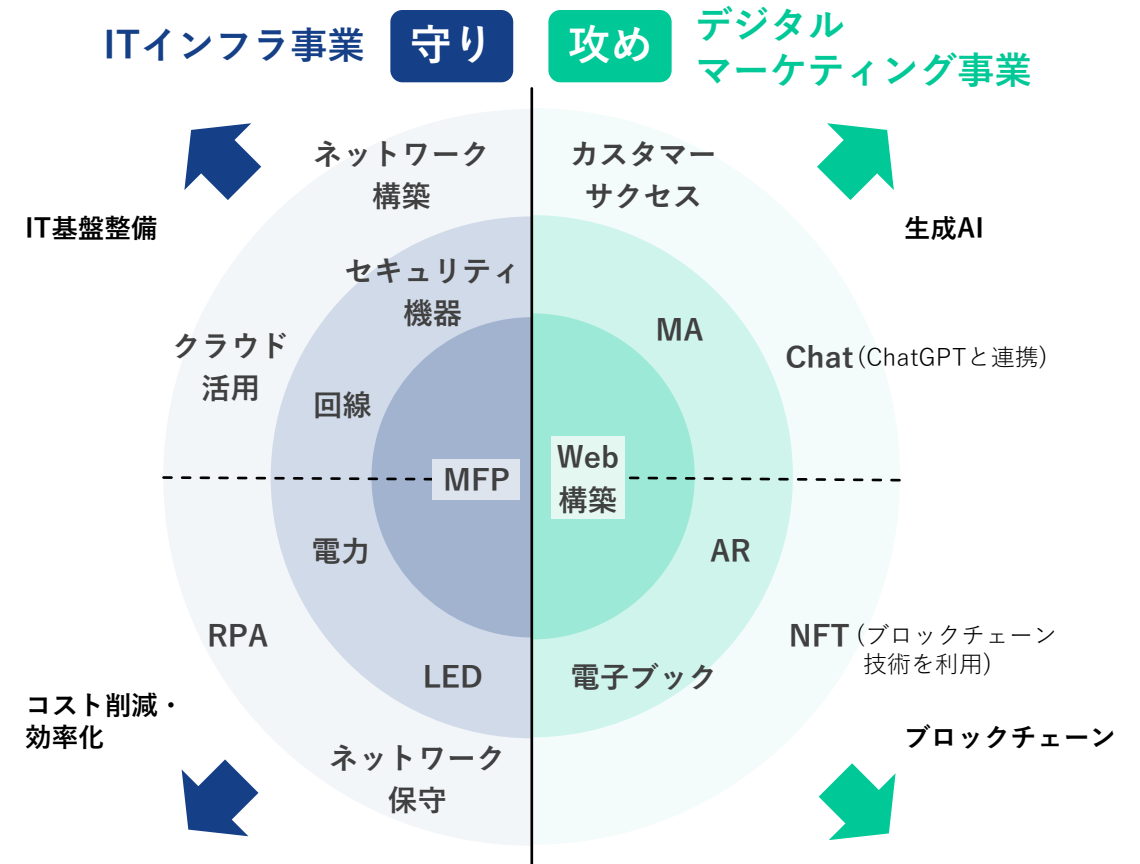 ITインフラ事業
守り
攻め
デジタル
マーケティング事業
ネットワーク
構築
カスタマー
サクセス
IT基盤整備
生成AI
セキュリティ
機器
MA
クラウド
活用
Chat(ChatGPTと連携)
回線
MFP
Web
構築
電力
AR
RPA
NFT(ブロックチェーン
技術を利用)
LED
電子ブック
コスト削減・
効率化
ブロックチェーン
ネットワーク
保守